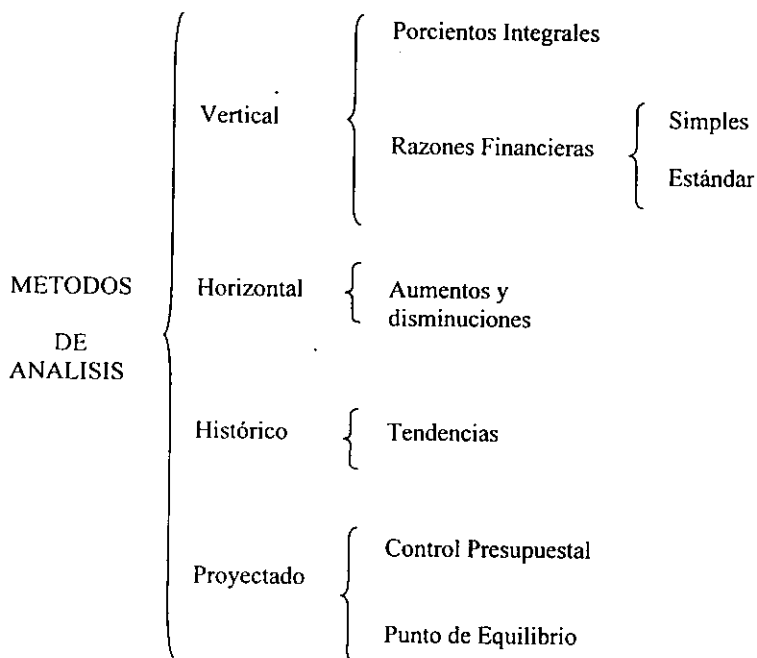 Porcientos Integrales
Vertical
Razones Financieras
Simples
Estándar
METODOS
DE
ANALISIS
Horizontal
Aumentos y
disminuciones
Histórico
Tendencias
Proyectado
Control Presupuestal
Punto de Equilibrio